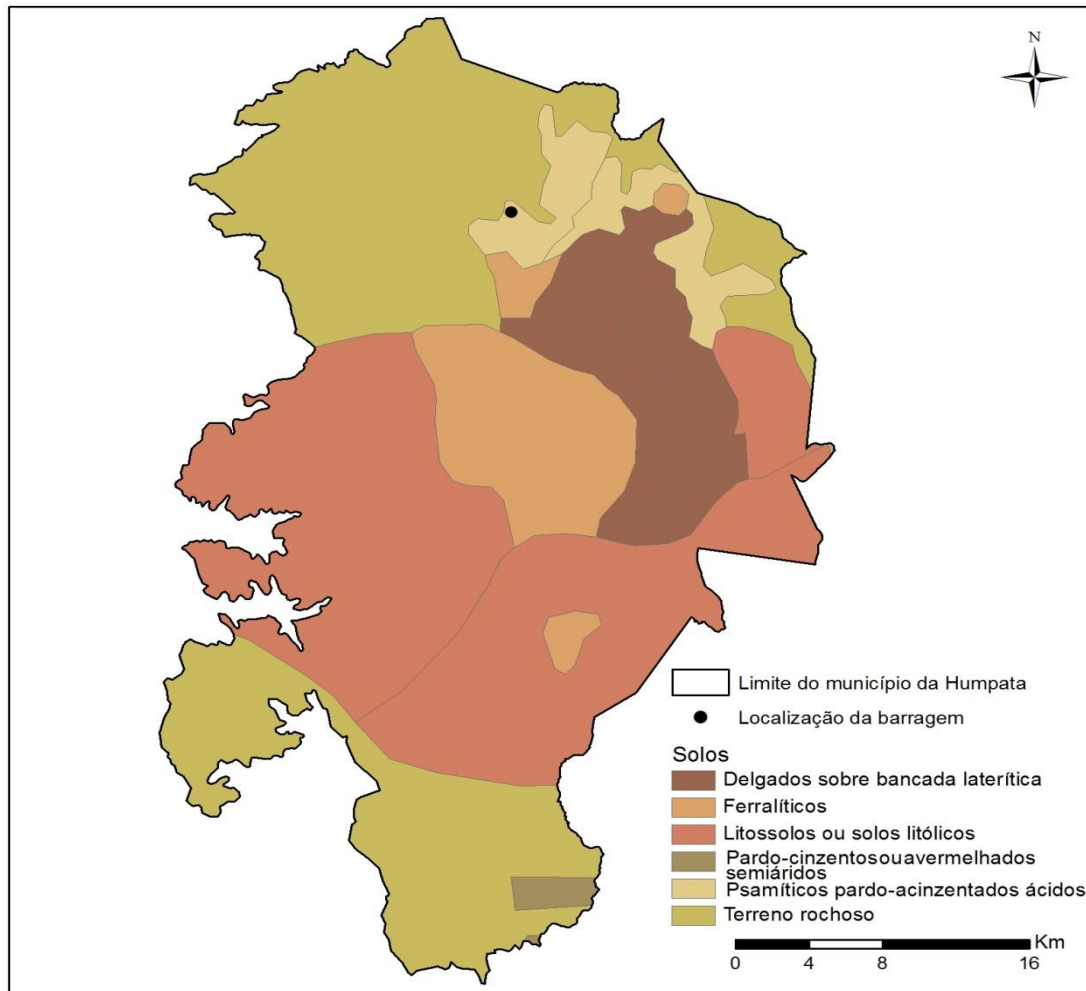 N
Limite do município da Humpata
Localização da barragem
Solos
Delgados sobre bancada laterítica
Ferralíticos
Litossolos ou solos litólicos
Pardo-cinzentosouavermelhados
semiáridos
Psamíticos pardo-acinzentados ácidos
Terreno rochoso
Km
0 4 8 16